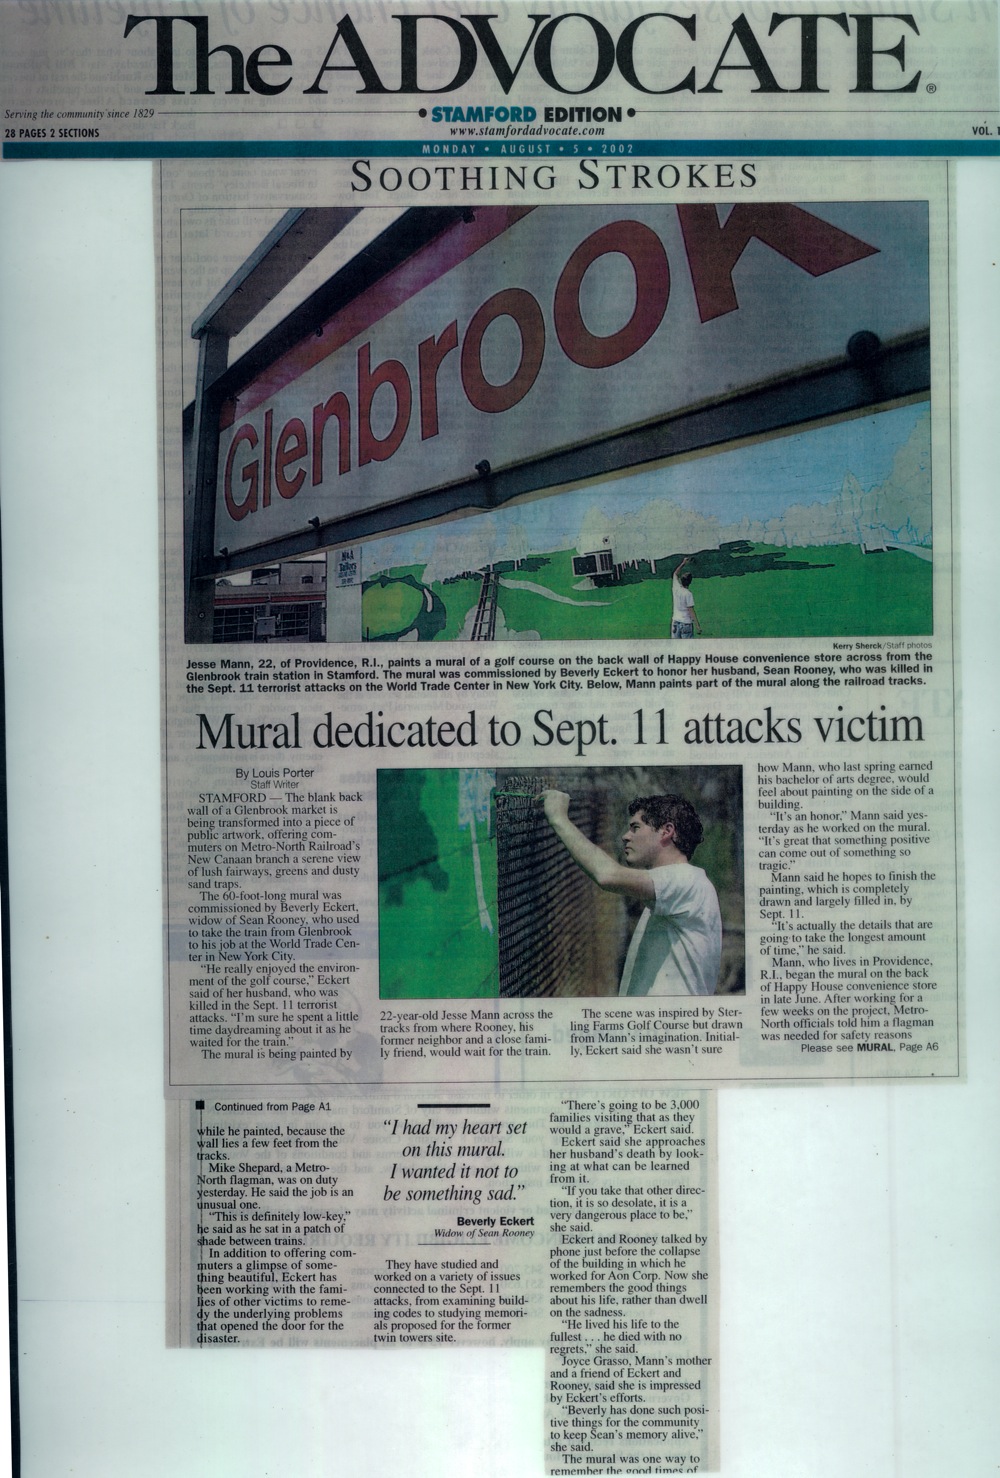 The ADVOCATE®
Serving the community since 1829
• STAMFORD EDITION •
28 PAGES 2 SECTIONS
www.stamfordadvocate.com
VOL. 1
MONDAY • AUGUST • 5 • 2002
SOOTHING STROKES
Glenbrook
Kerry Sherck/Staff photos
Jesse Mann, 22, of Providence, R.I., paints a mural of a golf course on the back wall of Happy House convenience store across from the
Glenbrook train station in Stamford. The mural was commissioned by Beverly Eckert to honor her husband, Sean Rooney, who was killed in
the Sept. 11 terrorist attacks on the World Trade Center in New York City. Below, Mann paints part of the mural along the railroad tracks.
Mural dedicated to Sept. 11 attacks victim
By Louis Porter
Staff Writer
STAMFORD — The blank back
wall of a Glenbrook market is
being transformed into a piece of
public artwork, offering com-
muters on Metro-North Railroad's
New Canaan branch a serene view
of lush fairways, greens and dusty
sand traps.
The 60-foot-long mural was
commissioned by Beverly Eckert,
widow of Sean Rooney, who used
to take the train from Glenbrook
to his job at the World Trade Cen-
ter in New York City.
"He really enjoyed the environ-
ment of the golf course," Eckert
said of her husband, who was
killed in the Sept. 11 terrorist
attacks. "I'm sure he spent a little
time daydreaming about it as he
waited for the train."
The mural is being painted by
22-year-old Jesse Mann across the
tracks from where Rooney, his
former neighbor and a close fami-
ly friend, would wait for the train.
The scene was inspired by Ster-
ling Farms Golf Course but drawn
from Mann's imagination. Initial-
ly, Eckert said she wasn't sure
how Mann, who last spring earned
his bachelor of arts degree, would
feel about painting on the side of a
building.
"It's an honor," Mann said yes-
terday as he worked on the mural.
"It's great that something positive
can come out of something so
tragic."
Mann said he hopes to finish the
painting, which is completely
drawn and largely filled in, by
Sept. 11.
"It's actually the details that are
going to take the longest amount
of time," he said.
Mann, who lives in Providence,
R.I., began the mural on the back
of Happy House convenience store
in late June. After working for a
few weeks on the project, Metro-
North officials told him a flagman
was needed for safety reasons
Please see MURAL, Page A6
■ Continued from Page A1
while he painted, because the
wall lies a few feet from the
tracks.
Mike Shepard, a Metro-
North flagman, was on duty
yesterday. He said the job is an
unusual one.
"This is definitely low-key,"
he said as he sat in a patch of
shade between trains.
In addition to offering com-
muters a glimpse of some-
thing beautiful, Eckert has
been working with the fami-
lies of other victims to reme-
dy the underlying problems
that opened the door for the
disaster.
"I had my heart set
on this mural.
I wanted it not to
be something sad."
Beverly Eckert
Widow of Sean Rooney
They have studied and
worked on a variety of issues
connected to the Sept. 11
attacks, from examining build-
ing codes to studying memori-
als proposed for the former
twin towers site.
"There's going to be 3,000
families visiting that as they
would a grave," Eckert said.
Eckert said she approaches
her husband's death by look-
ing at what can be learned
from it.
"If you take that other direc-
tion, it is so desolate, it is a
very dangerous place to be,"
she said.
Eckert and Rooney talked by
phone just before the collapse
of the building in which he
worked for Aon Corp. Now she
remembers the good things
about his life, rather than dwell
on the sadness.
"He lived his life to the
fullest . . . he died with no
regrets," she said.
Joyce Grasso, Mann's mother
and a friend of Eckert and
Rooney, said she is impressed
by Eckert's efforts.
"Beverly has done such posi-
tive things for the community
to keep Sean's memory alive,"
she said.
The mural was one way to
remember the good times of